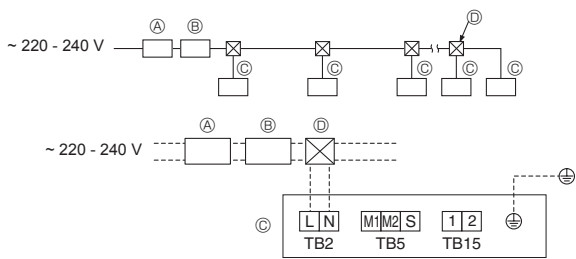 Ⓐ Ⓑ Ⓓ
~ 220 - 240 V
Ⓒ Ⓒ Ⓒ Ⓒ Ⓒ
Ⓐ Ⓑ Ⓓ
~ 220 - 240 V
Ⓒ L N M1 M2 S 1 2
TB2 TB5 TB15